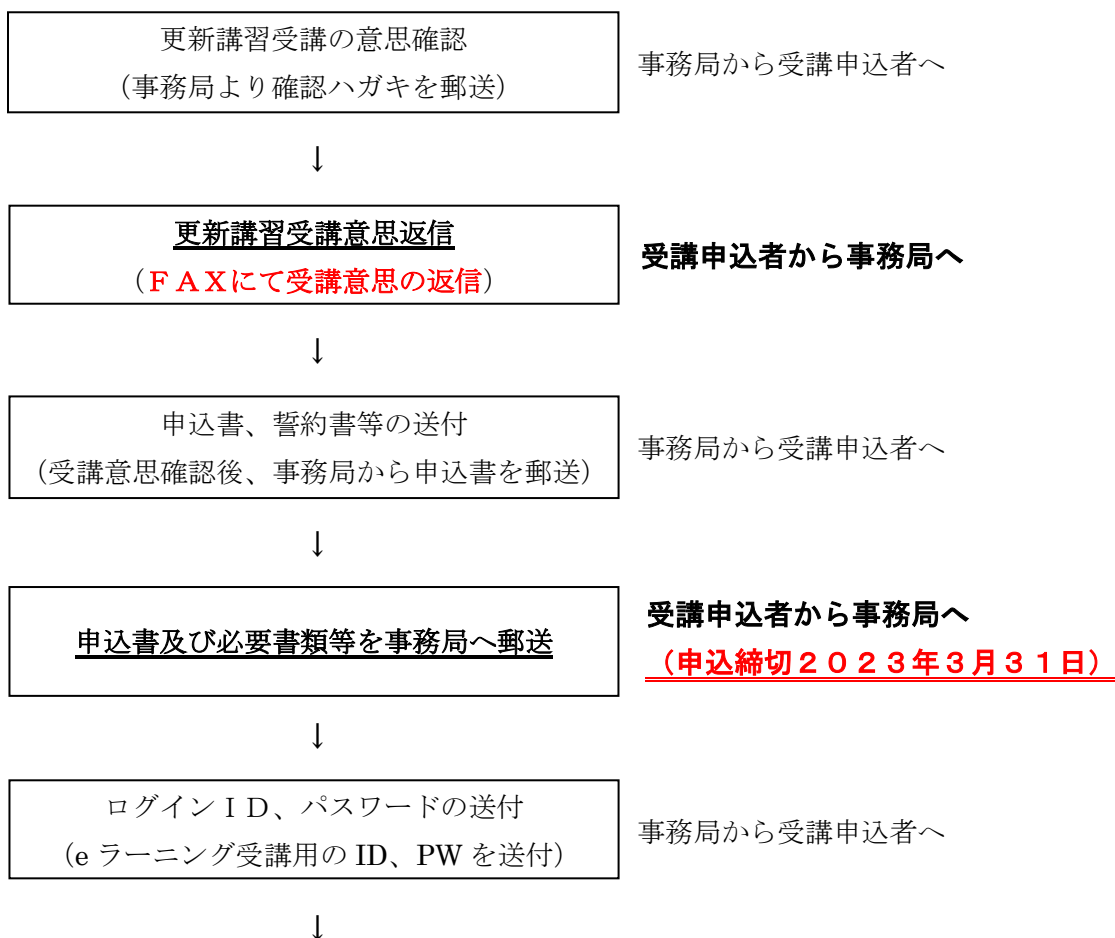 更新講習受講の意思確認
(事務局より確認ハガキを郵送)
事務局から受講申込者へ
↓
更新講習受講意思返信
(ＦＡＸにて受講意思の返信)
受講申込者から事務局へ
↓
申込書、誓約書等の送付
(受講意思確認後、事務局から申込書を郵送)
事務局から受講申込者へ
↓
申込書及び必要書類等を事務局へ郵送
受講申込者から事務局へ
（申込締切２０２３年３月３１日）
↓
ログインＩＤ、パスワードの送付
(e ラーニング受講用の ID、PW を送付)
事務局から受講申込者へ
↓